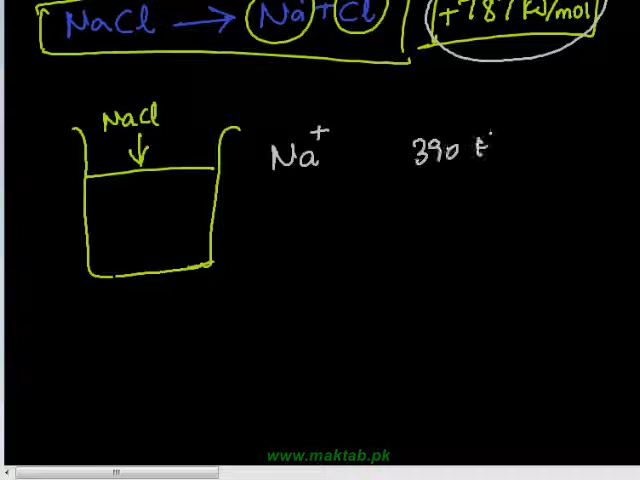 NaCl → Na + Cl +787 KJ/mol
NaCl
Na+ 390
www.maktab.pk